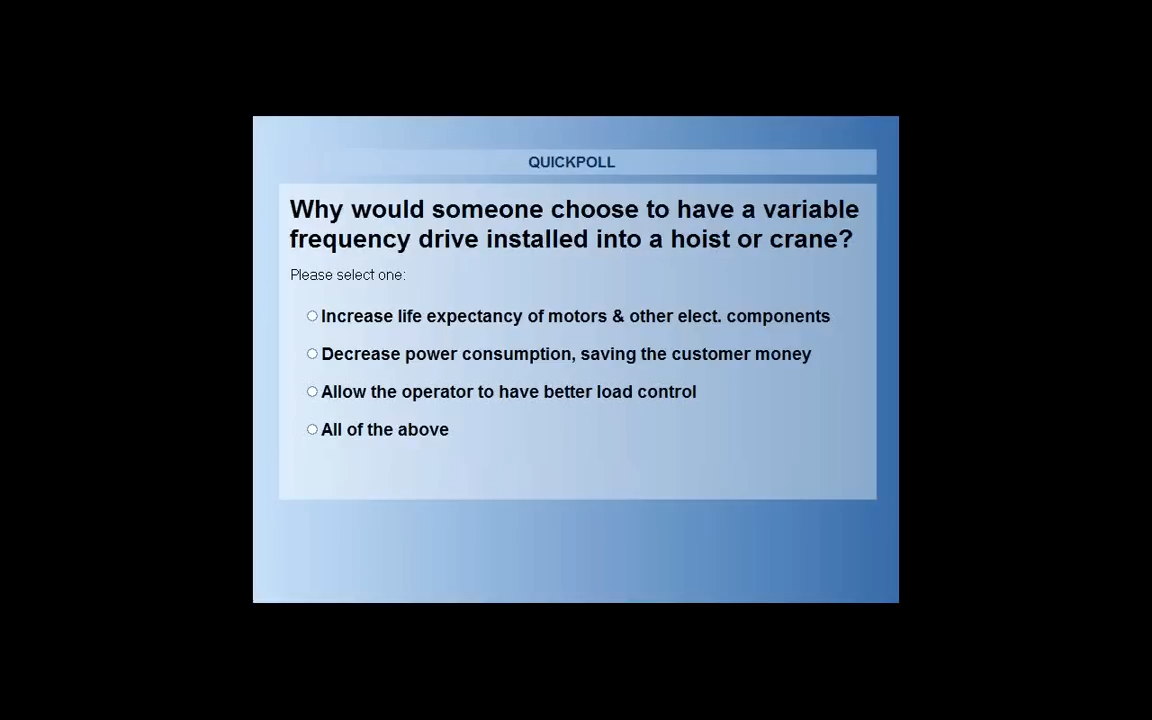 QUICKPOLL
Why would someone choose to have a variable
frequency drive installed into a hoist or crane?
Please select one:
Increase life expectancy of motors & other elect. components
Decrease power consumption, saving the customer money
Allow the operator to have better load control
All of the above